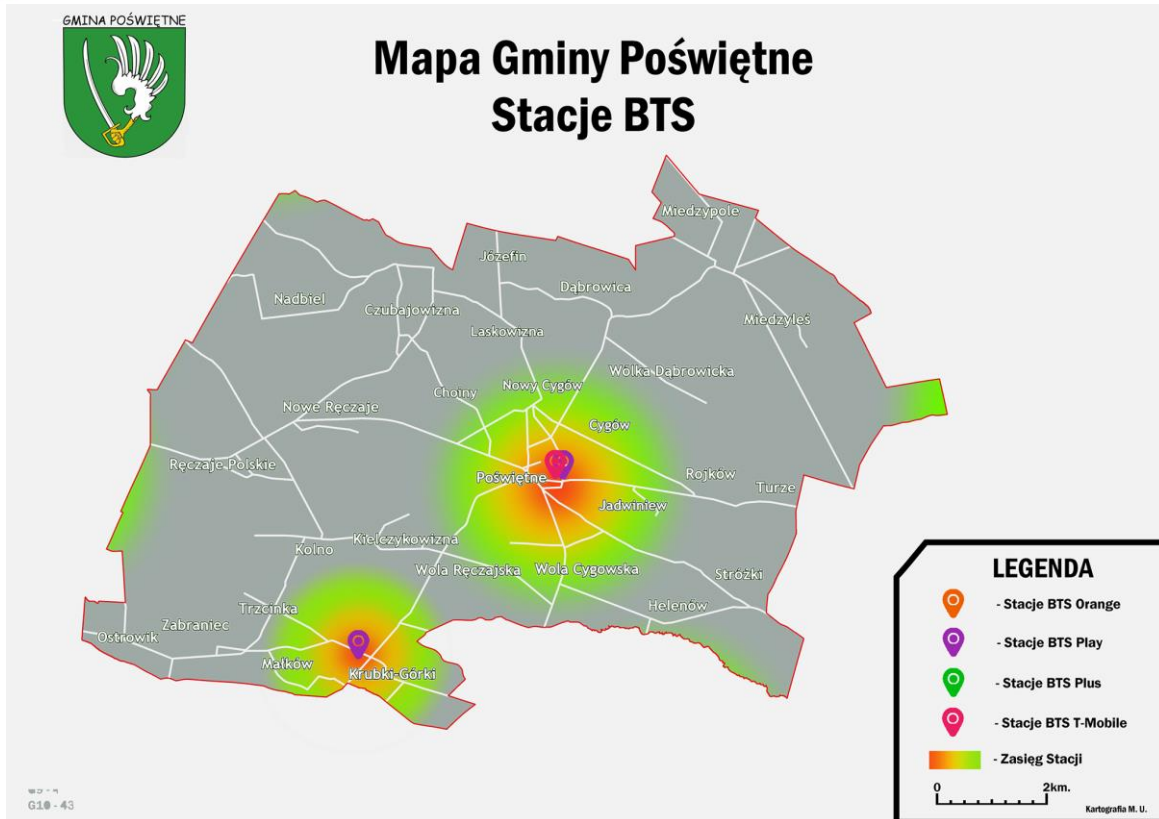 GMINA POŚWIĘTNE
Mapa Gminy Poświętne
Stacje BTS
Miedzypole
Józefin
Dąbrowica
Nadbiel
Czubajowizna
Miedzyleś
Laskowizna
Wólka Dąbrowicka
Nowy Cygów
Choiny
Nowe Ręczaje
Cygów
Ręczaje Polskie
Poświętne
Rojków
Turze
Jadwiniew
Kielczykowizna
Kolno
Wola Ręczajska
Wola Cygowska
Stróżki
Trzcinka
Helenów
Zabraniec
Ostrowik
Małków
Krubki-Górki
LEGENDA
- Stacje BTS Orange
- Stacje BTS Play
- Stacje BTS Plus
- Stacje BTS T-Mobile
- Zasięg Stacji
0 2km.
Kartografia M. U.
G10 - 43